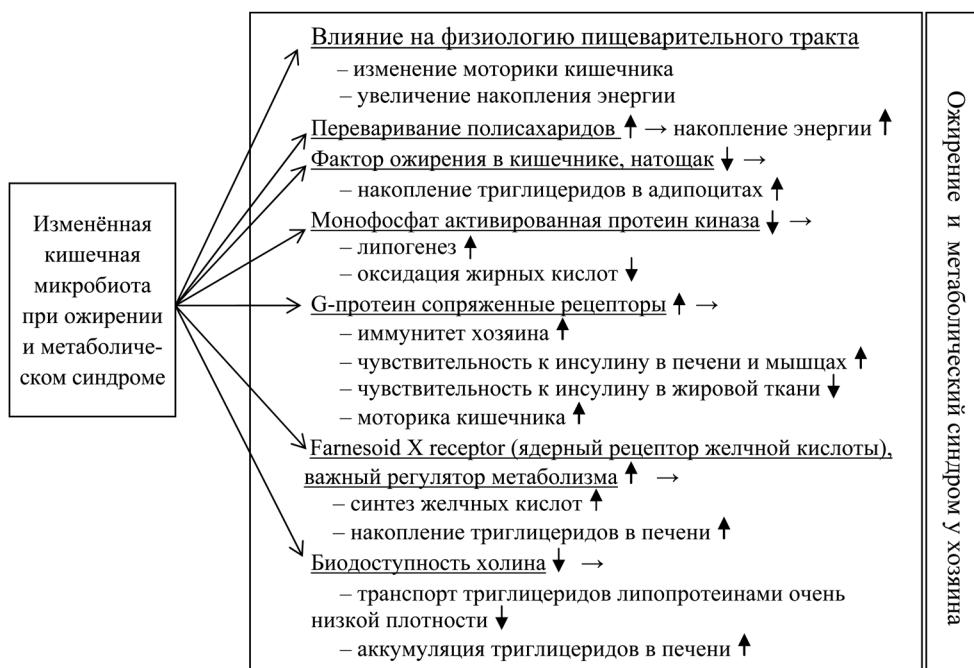 Изменённая
кишечная
микробиота
при ожирении
и метаболиче-
ском синдроме
Влияние на физиологию пищеварительного тракта
– изменение моторики кишечника
– увеличение накопления энергии
Переваривание полисахаридов ↑ → накопление энергии ↑
Фактор ожирения в кишечнике, натощак ↓ →
– накопление триглицеридов в адипоцитах ↑
Монофосфат активированная протеин киназа ↓ →
– липогенез ↑
– оксидация жирных кислот ↓
G-протеин сопряженные рецепторы ↑ →
– иммунитет хозяина ↑
– чувствительность к инсулину в печени и мышцах ↑
– чувствительность к инсулину в жировой ткани ↓
– моторика кишечника ↑
Farnesoid X receptor (ядерный рецептор желчной кислоты),
важный регулятор метаболизма ↑ →
– синтез желчных кислот ↑
– накопление триглицеридов в печени ↑
Биодоступность холина ↓ →
– транспорт триглицеридов липопротеинами очень
низкой плотности ↓
– аккумуляция триглицеридов в печени ↑
Ожирение и метаболический синдром у хозяина